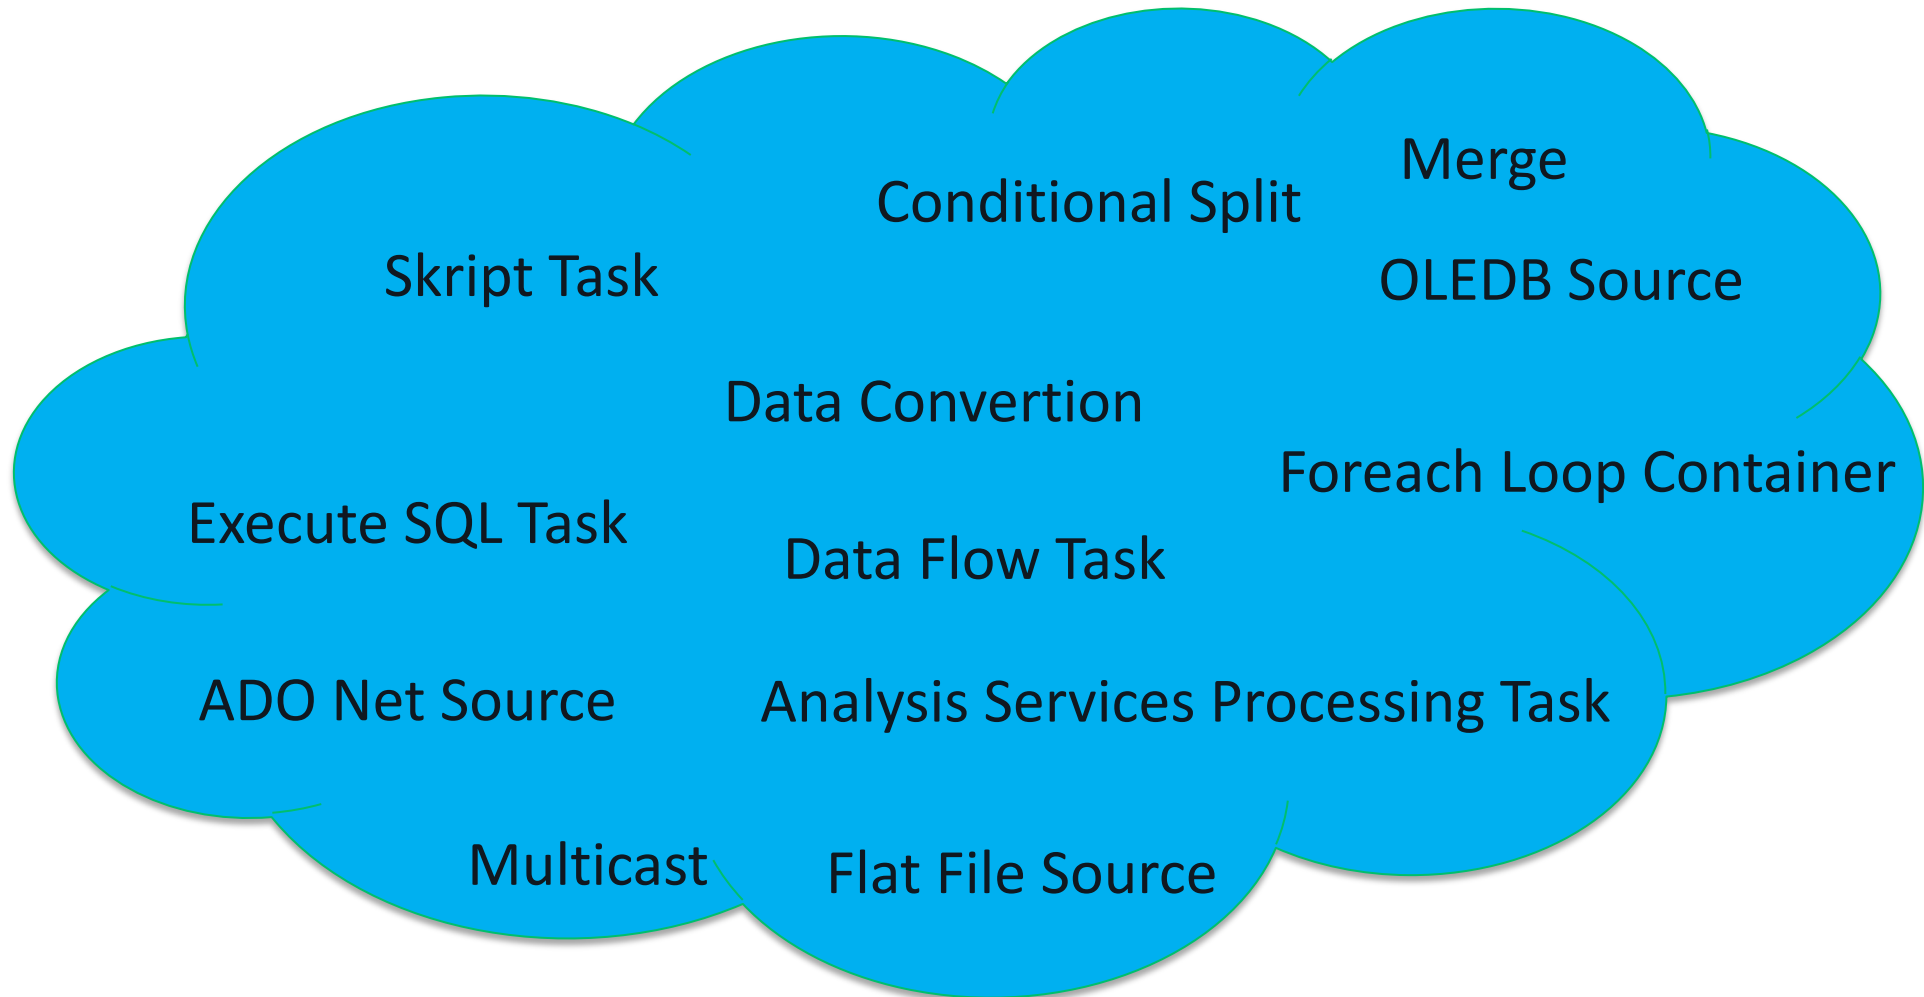 Merge
Conditional Split
Skript Task
OLEDB Source
Data Convertion
Foreach Loop Container
Execute SQL Task
Data Flow Task
ADO Net Source
Analysis Services Processing Task
Multicast
Flat File Source